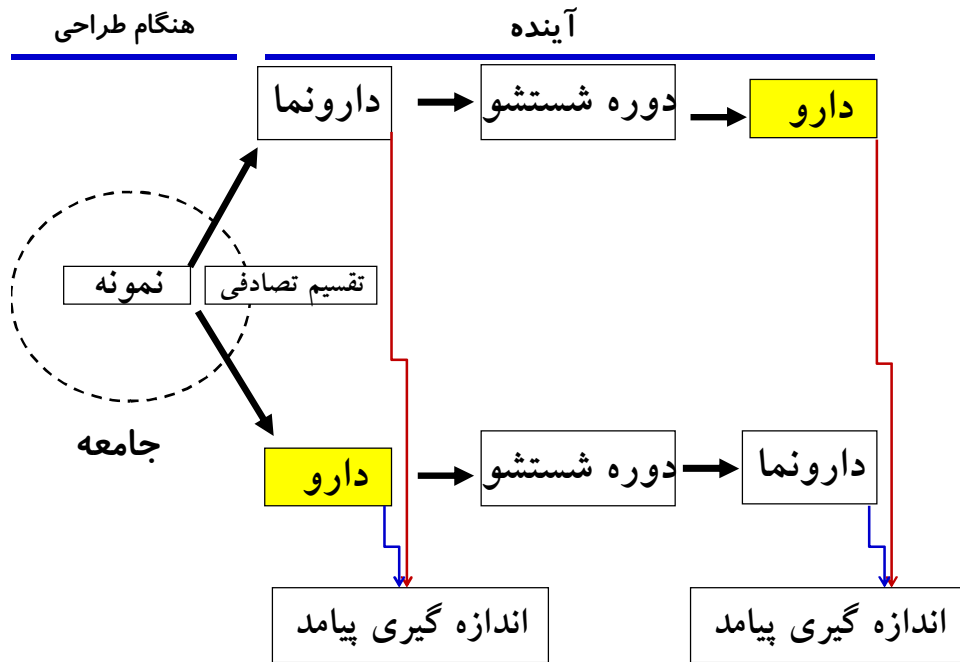 هنگام طراحی
آینده
دارونما
دوره شستشو
دارو
نمونه
تقسیم تصادفی
جامعه
دارو
دوره شستشو
دارونما
اندازه گیری پیامد
اندازه گیری پیامد